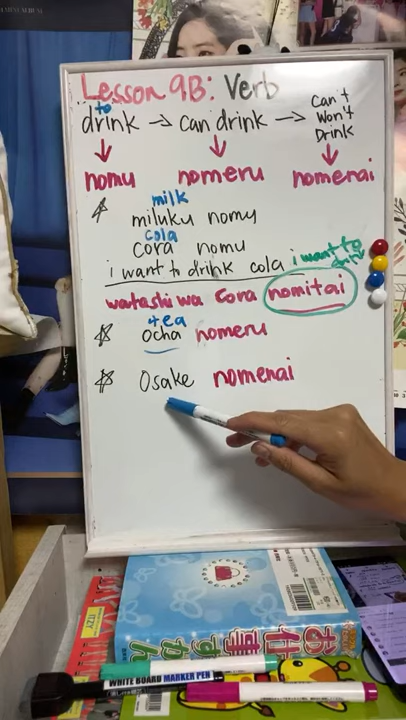 Lesson 9B: Verb
to
drink → can drink → Can't Won't Drink
nomu nomeru nomenai
milk
miluku nomy
cola
cora nomu
i want to drink cola i want to drink
watashi wa cora nomitai
tea
ocha nomeru
Osake nomenai
ITZY
WHITE BOARD MARKER PEN